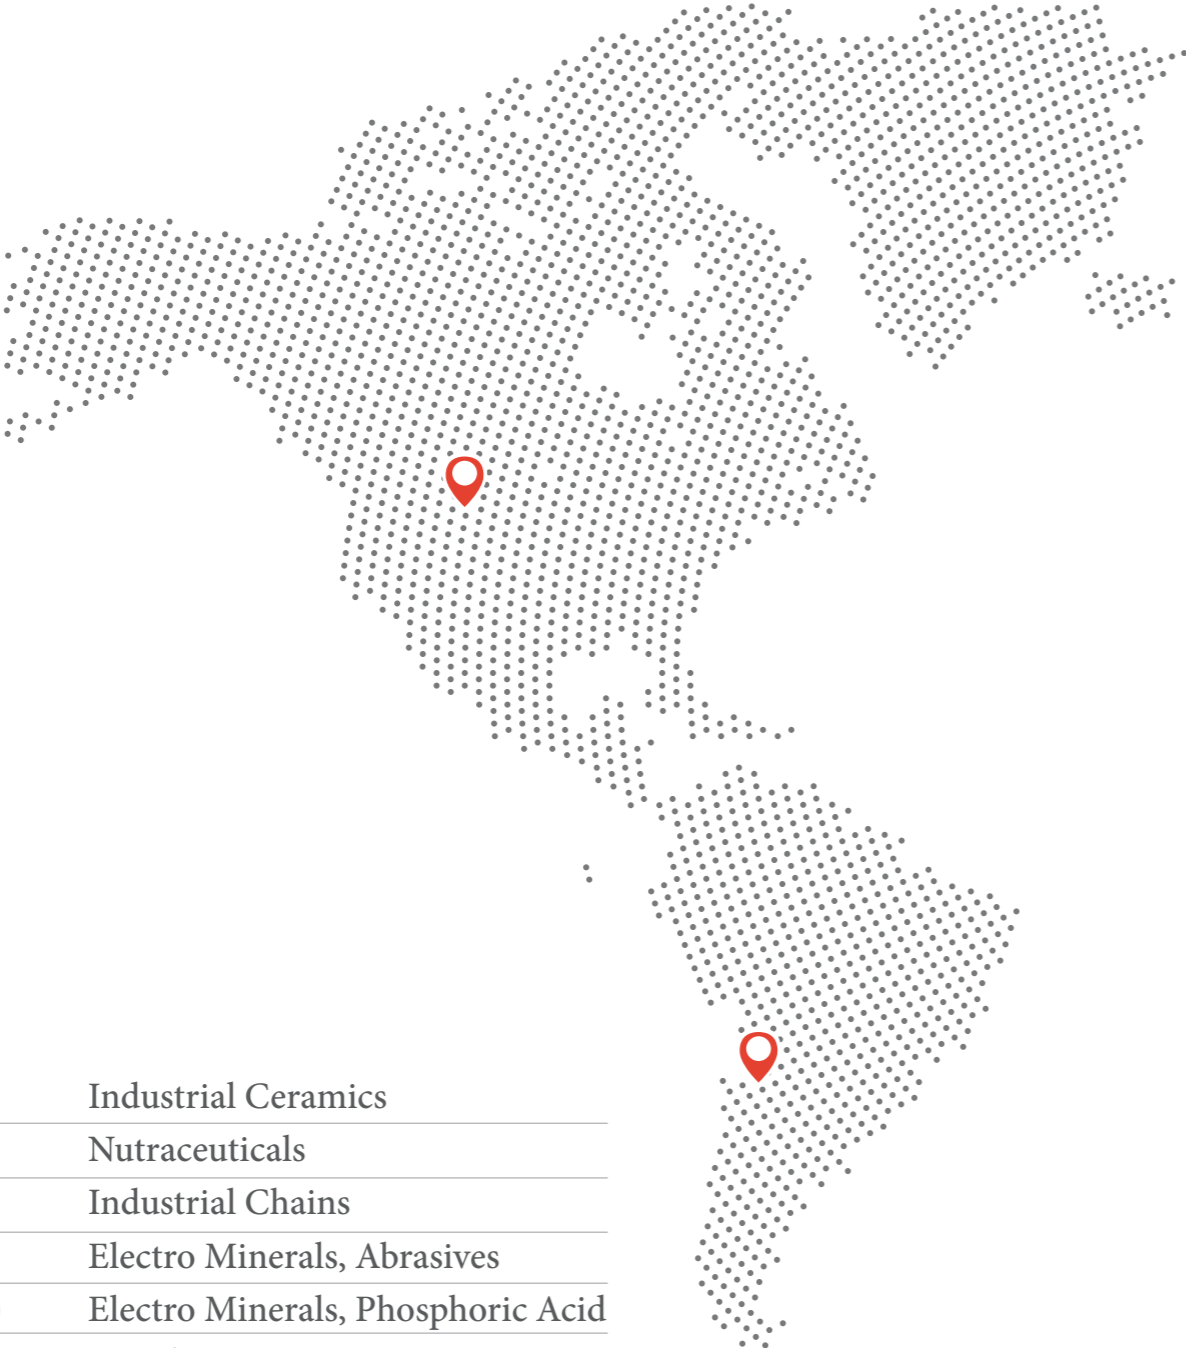 Industrial Ceramics
Nutraceuticals
Industrial Chains
Electro Minerals, Abrasives
Electro Minerals, Phosphoric Acid